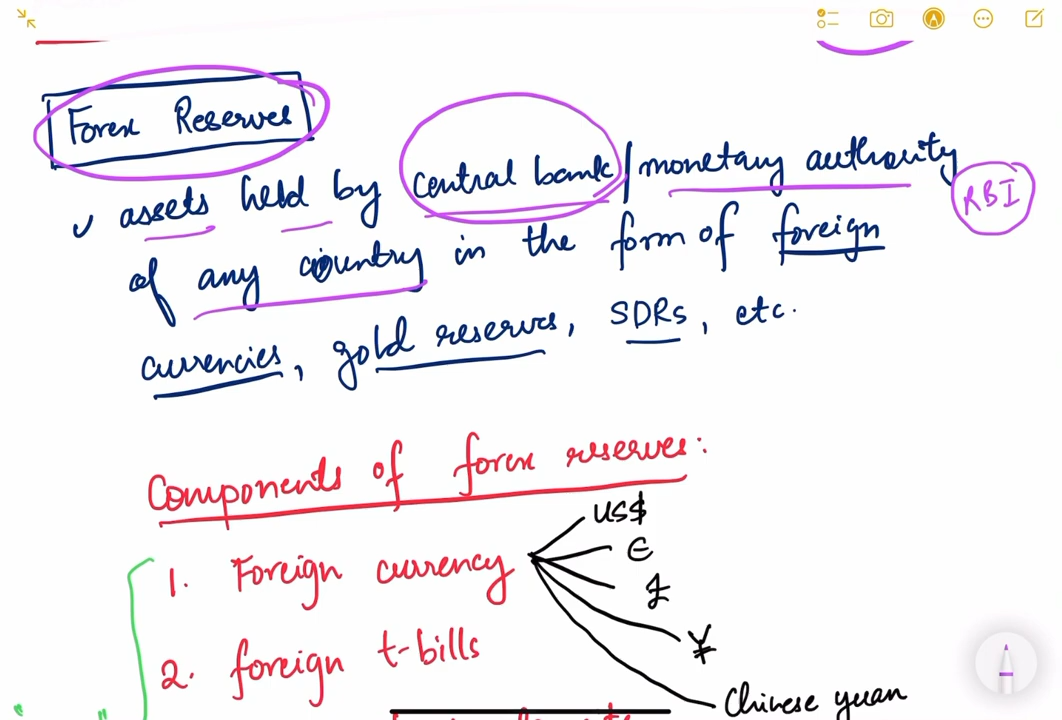 Forex Reserves
✓ assets held by central bank/monetary authority
RBI
of any country in the form of foreign
currencies, gold reserves, SDRs, etc.
Components of forex reserves:
1. Foreign currency
US$
€
£
¥
Chinese yuan
2. foreign t-bills